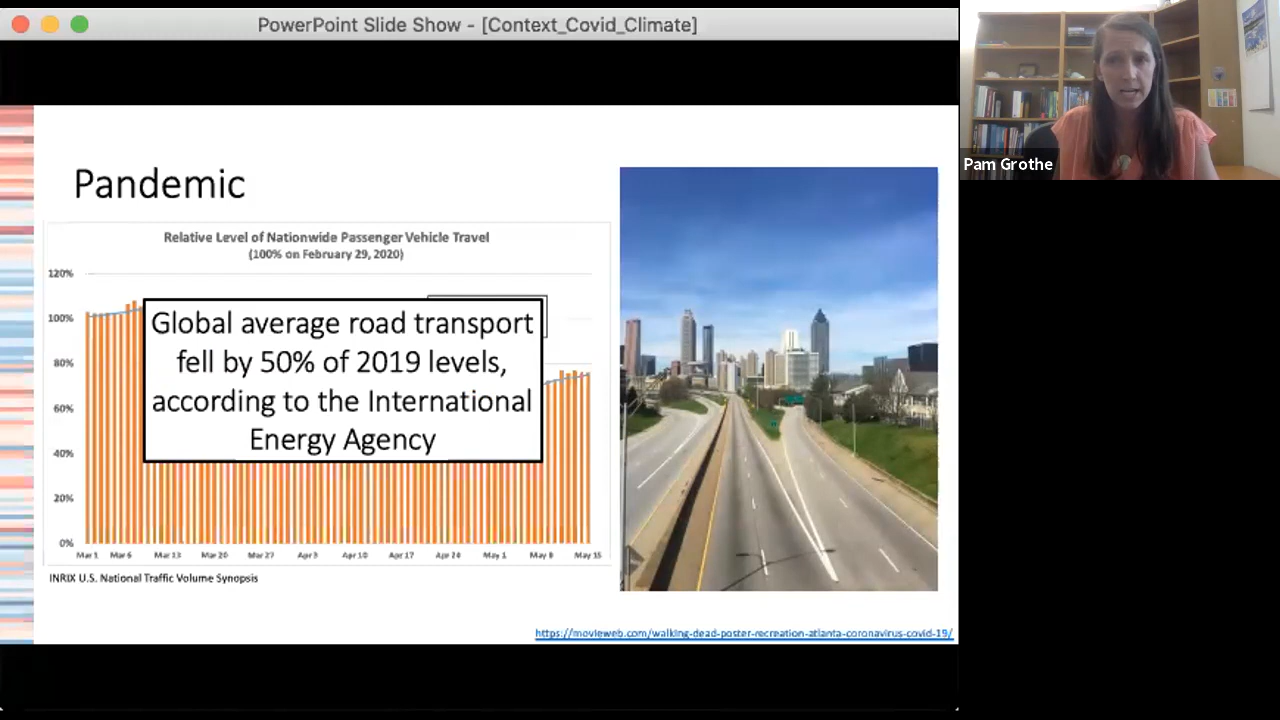 PowerPoint Slide Show - [Context_Covid_Climate]
Pam Grothe
Pandemic
Relative Level of Nationwide Passenger Vehicle Travel
(100% on February 29, 2020)
120%
100%
80%
60%
40%
20%
0%
Global average road transport
fell by 50% of 2019 levels,
according to the International
Energy Agency
Mar 1 Mar 6 Mar 13 Mar 20 Mar 27 Apr 3 Apr 10 Apr 17 Apr 24 May 1 May 8 May 15
INRIX U.S. National Traffic Volume Synopsis
https://movieweb.com/walking-dead-poster-recreation-atlanta-coronavirus-covid-19/